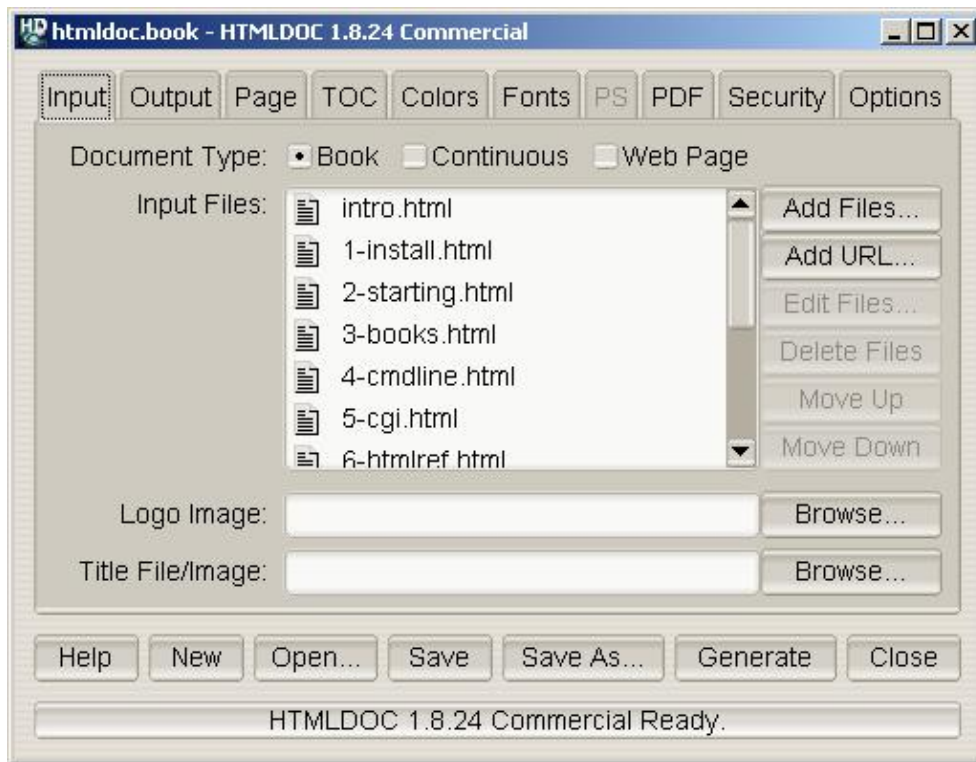 htmldoc.book - HTMLDOC 1.8.24 Commercial
Input Output Page TOC Colors Fonts PS PDF Security Options
Document Type: Book Continuous Web Page
Input Files:
intro.html
1-install.html
2-starting.html
3-books.html
4-cmdline.html
5-cgi.html
6-htmlref.html
Add Files...
Add URL...
Edit Files...
Delete Files
Move Up
Move Down
Logo Image: Browse...
Title File/Image: Browse...
Help New Open... Save Save As... Generate Close
HTMLDOC 1.8.24 Commercial Ready.